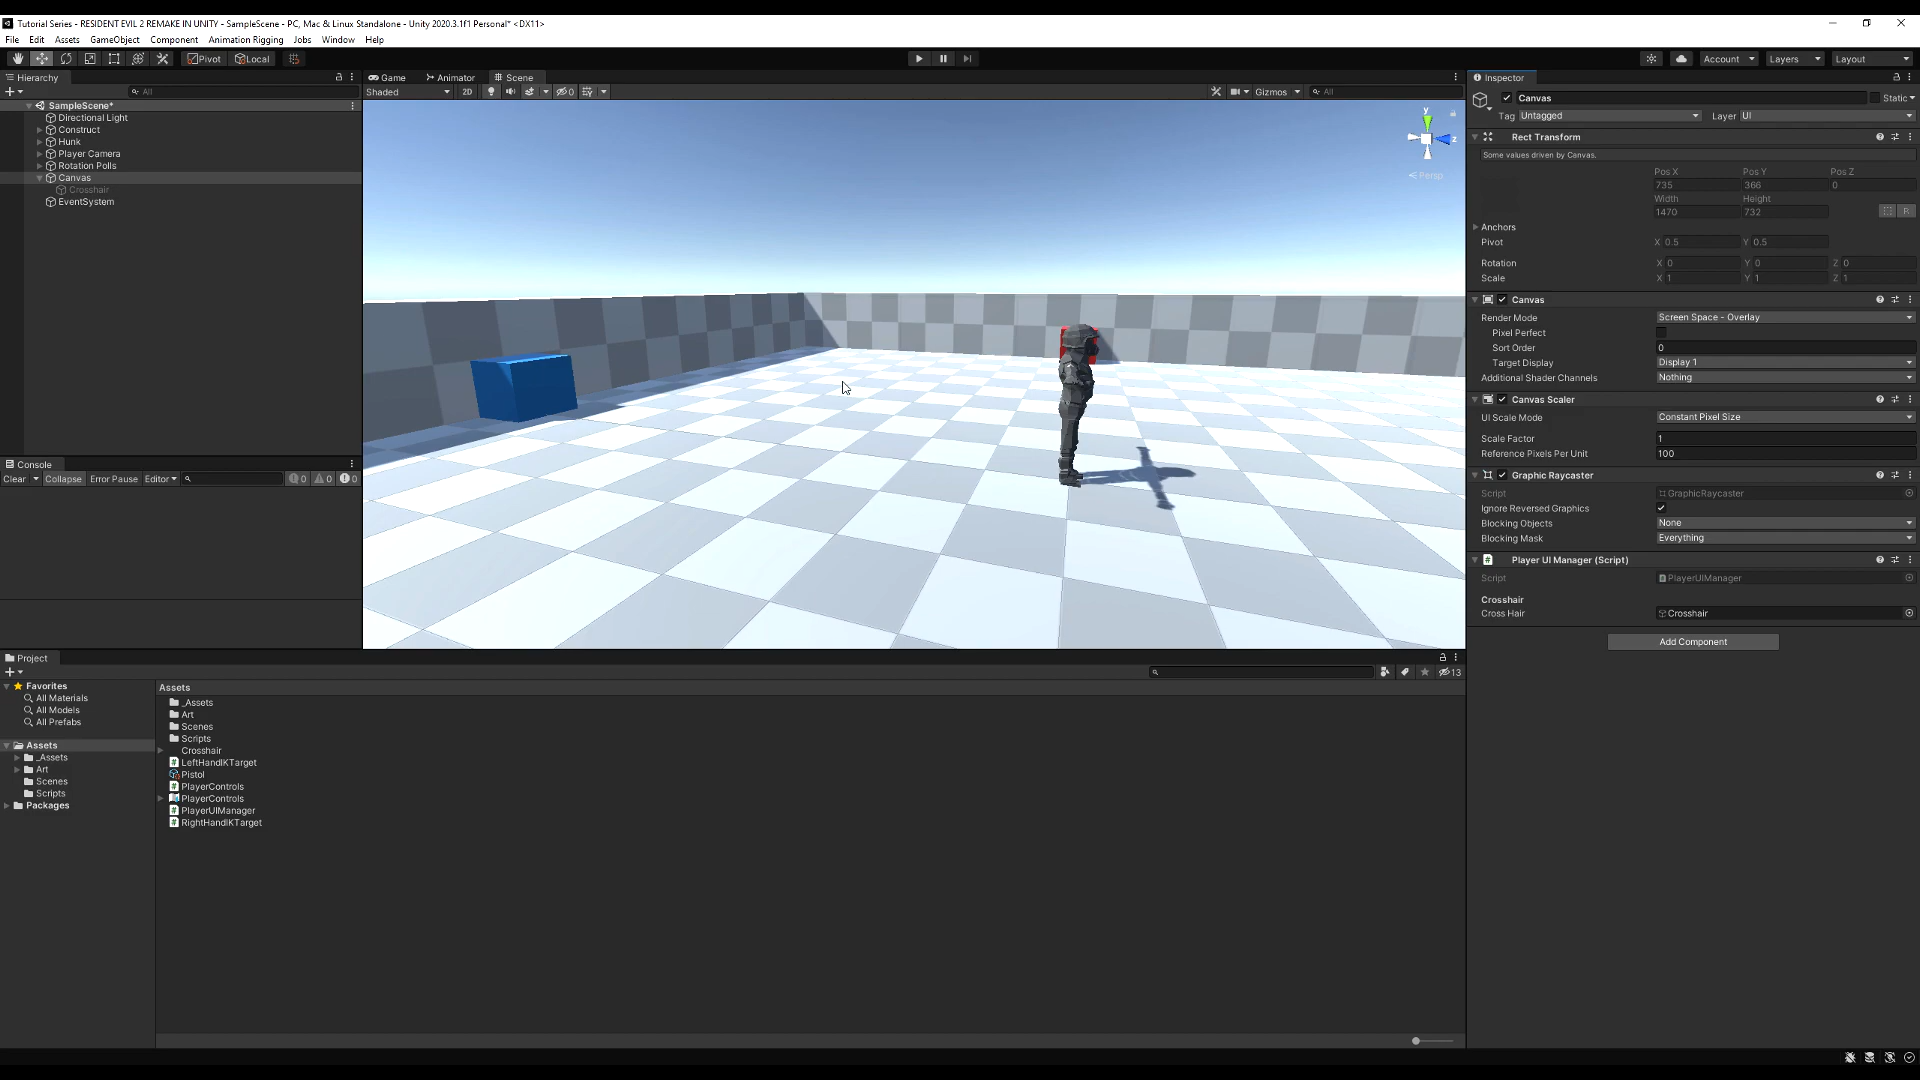 Tutorial Series - RESIDENT EVIL 2 REMAKE IN UNITY - SampleScene - PC, Mac & Linux Standalone - Unity 2020.3.1f1 Personal* <DX11>
File Edit Assets GameObject Component Animation Rigging Jobs Window Help
Pivot Local Account Layers Layout
Hierarchy
All
SampleScene*
Directional Light
Construct
Hunk
Player Camera
Rotation Polls
Canvas
Crosshair
EventSystem
Console
Clear Collapse Error Pause Editor 0 0 0
Game Animator Scene
Shaded 2D 0 Gizmos All
y
z
Persp
Inspector
Canvas Static
Tag Untagged Layer UI
Rect Transform
Some values driven by Canvas.
Pos X Pos Y Pos Z
735 366 0
Width Height
1470 732 R
Anchors
Pivot X 0.5 Y 0.5
Rotation X 0 Y 0 Z 0
Scale X 1 Y 1 Z 1
Canvas
Render Mode Screen Space - Overlay
Pixel Perfect
Sort Order 0
Target Display Display 1
Additional Shader Channels Nothing
Canvas Scaler
UI Scale Mode Constant Pixel Size
Scale Factor 1
Reference Pixels Per Unit 100
Graphic Raycaster
Script GraphicRaycaster
Ignore Reversed Graphics
Blocking Objects None
Blocking Mask Everything
Player UI Manager (Script)
Script PlayerUIManager
Crosshair
Cross Hair Crosshair
Add Component
Project
13
Favorites
All Materials
All Models
All Prefabs
Assets
_Assets
Art
Scenes
Scripts
Packages
Assets
_Assets
Art
Scenes
Scripts
Crosshair
LeftHandIKTarget
Pistol
PlayerControls
PlayerControls
PlayerUIManager
RightHandIKTarget